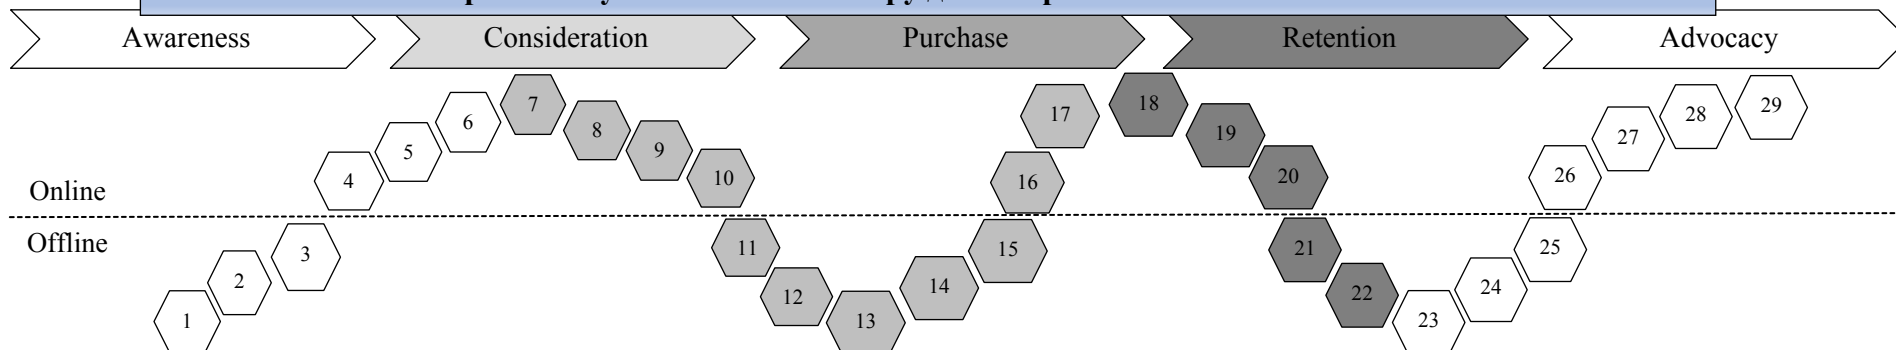 Awareness Consideration Purchase Retention Advocacy
7 18 29
17 28
6 8 19 27
5 9
4 10 16 20 26
Online
Offline
3 11 15 21 25
2 12 14 22 24
1 13 23